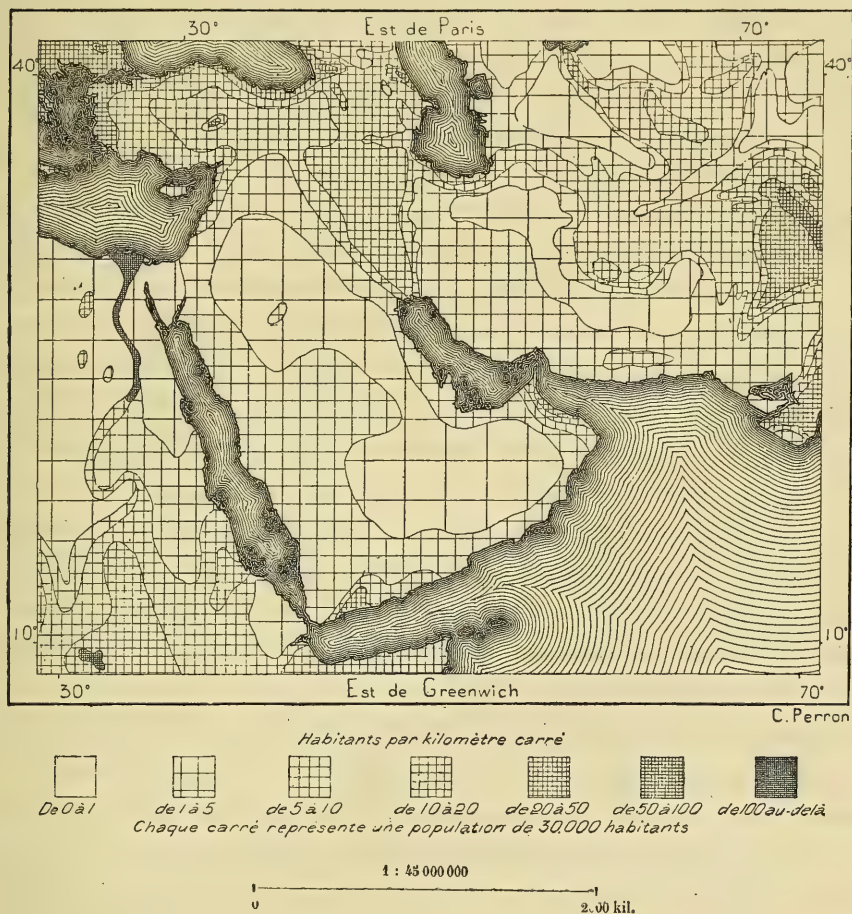 30° Est de Paris 70°
40° 40°
10° 10°
30° Est de Greenwich 70°
C. Perron
Habitants par kilomètre carré
De 0 à 1 de 1 à 5 de 5 à 10 de 10 à 20 de 20 à 50 de 50 à 100 de 100 au-delà
Chaque carré représente une population de 30.000 habitants
1 : 45 000 000
0 kil.